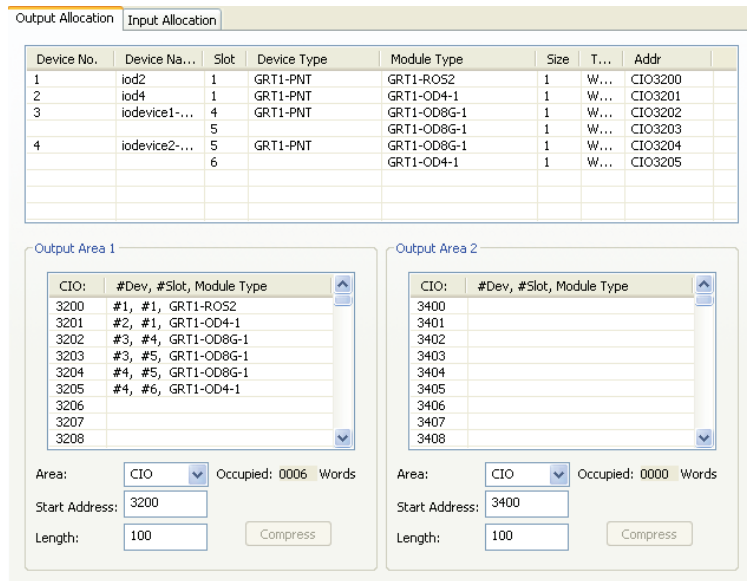 Output Allocation Input Allocation
Device No. Device Na... Slot Device Type Module Type Size T... Addr
1 iod2 1 GRT1-PNT GRT1-ROS2 1 W... CIO3200
2 iod4 1 GRT1-PNT GRT1-OD4-1 1 W... CIO3201
3 iodevice1-... 4 GRT1-PNT GRT1-OD8G-1 1 W... CIO3202
5 GRT1-OD8G-1 1 W... CIO3203
4 iodevice2-... 5 GRT1-PNT GRT1-OD8G-1 1 W... CIO3204
6 GRT1-OD4-1 1 W... CIO3205
Output Area 1
CIO: #Dev, #Slot, Module Type
3200 #1, #1, GRT1-ROS2
3201 #2, #1, GRT1-OD4-1
3202 #3, #4, GRT1-OD8G-1
3203 #3, #5, GRT1-OD8G-1
3204 #4, #5, GRT1-OD8G-1
3205 #4, #6, GRT1-OD4-1
3206
3207
3208
Area: CIO Occupied: 0006 Words
Start Address: 3200
Length: 100 Compress
Output Area 2
CIO: #Dev, #Slot, Module Type
3400
3401
3402
3403
3404
3405
3406
3407
3408
Area: CIO Occupied: 0000 Words
Start Address: 3400
Length: 100 Compress